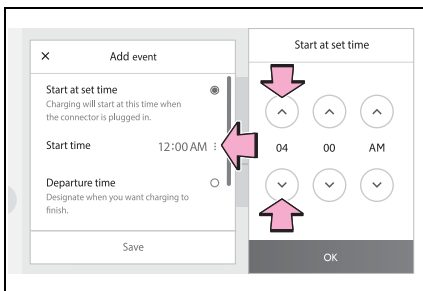 Add event
Start at set time
Charging will start at this time when
the connector is plugged in.
Start time 12:00 AM
Departure time
Designate when you want charging to
finish.
Save
Start at set time
04 00 AM
OK